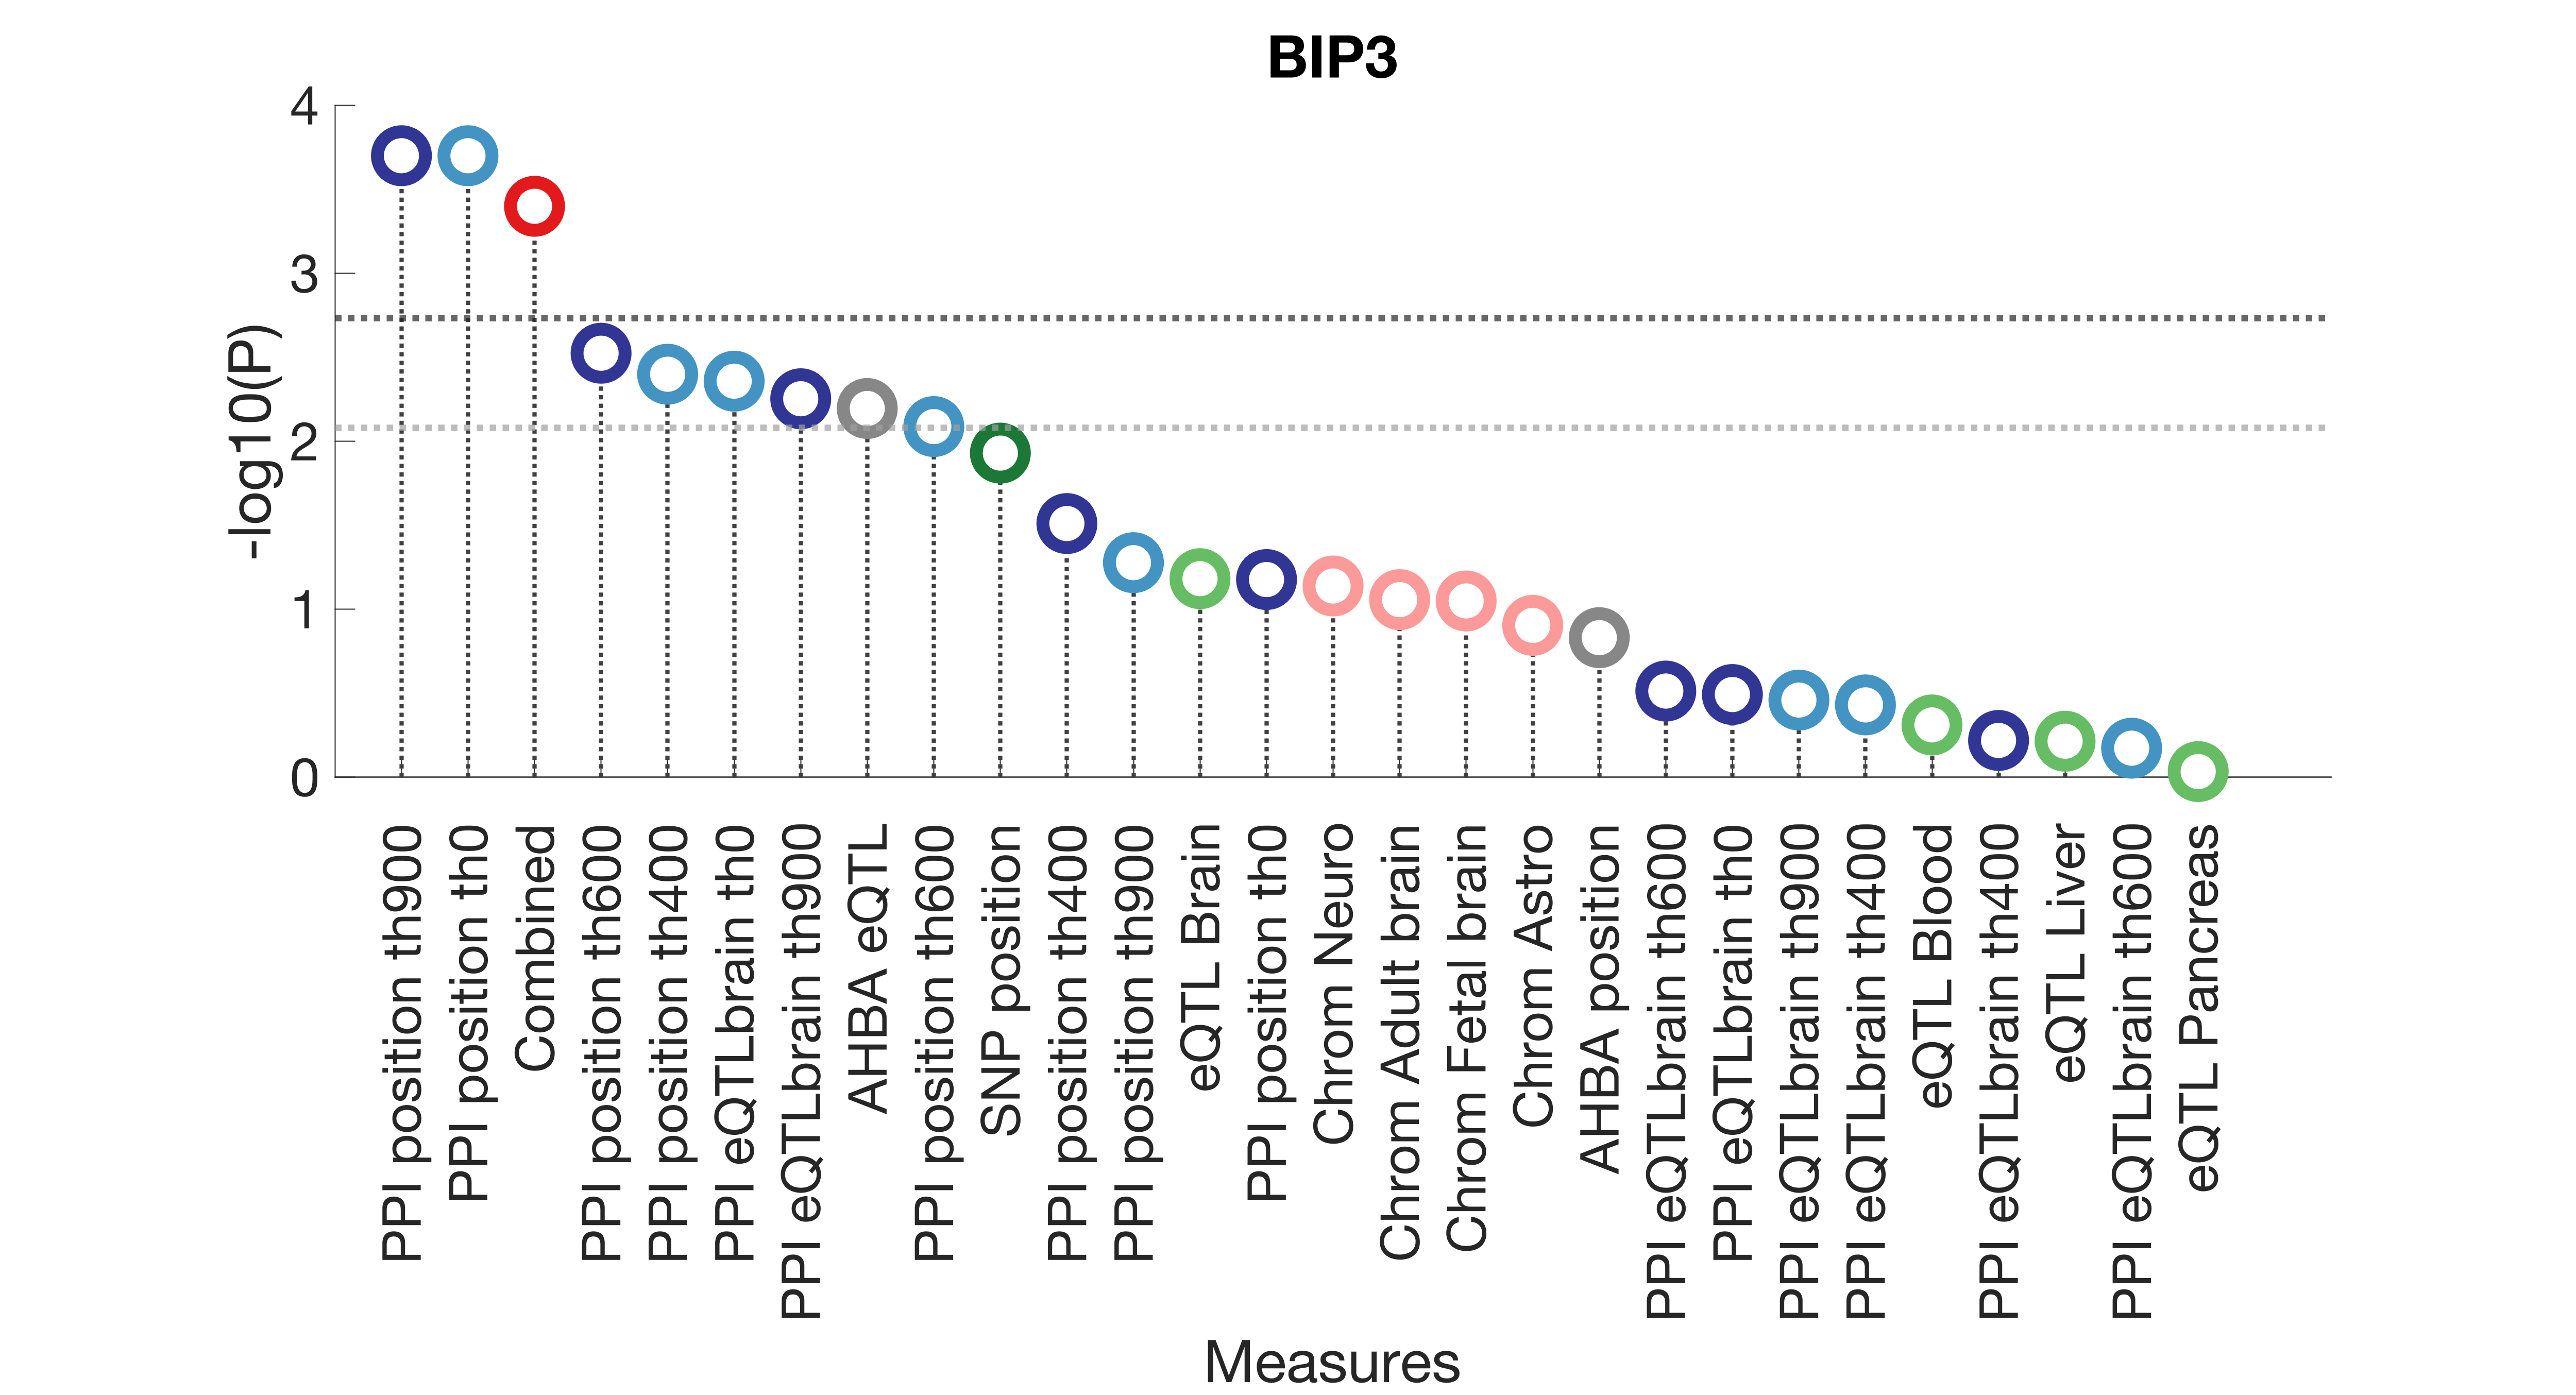 BIP3
4
3
2
1
0
-log10(P)
PPI position th900
PPI position th0
Combined
PPI position th600
PPI position th400
PPI eQTLbrain th0
PPI eQTLbrain th900
AHBA eQTL
PPI position th600
SNP position
PPI position th400
PPI position th900
eQTL Brain
PPI position th0
Chrom Neuro
Chrom Adult brain
Chrom Fetal brain
Chrom Astro
AHBA position
PPI eQTLbrain th600
PPI eQTLbrain th0
PPI eQTLbrain th900
PPI eQTLbrain th400
eQTL Blood
PPI eQTLbrain th400
eQTL Liver
PPI eQTLbrain th600
eQTL Pancreas
Measures